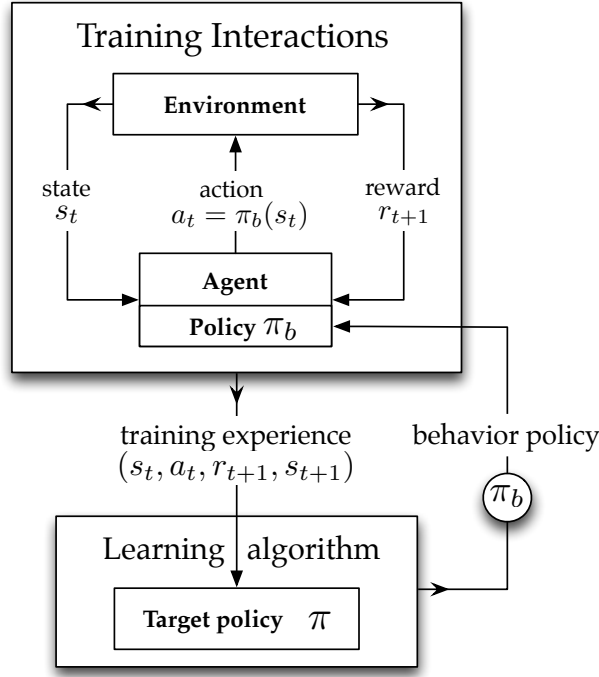 Training Interactions
Environment
state
s_t
action
a_t = π_b(s_t)
reward
r_{t+1}
Agent
Policy π_b
training experience
(s_t, a_t, r_{t+1}, s_{t+1})
behavior policy
π_b
Learning algorithm
Target policy π